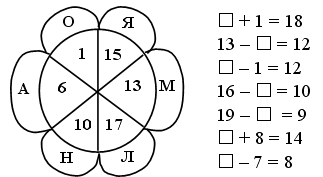 О Я
1 15
А 6 13 М
10 17
Н Л
□ + 1 = 18
13 – □ = 12
□ – 1 = 12
16 – □ = 10
19 – □ = 9
□ + 8 = 14
□ – 7 = 8